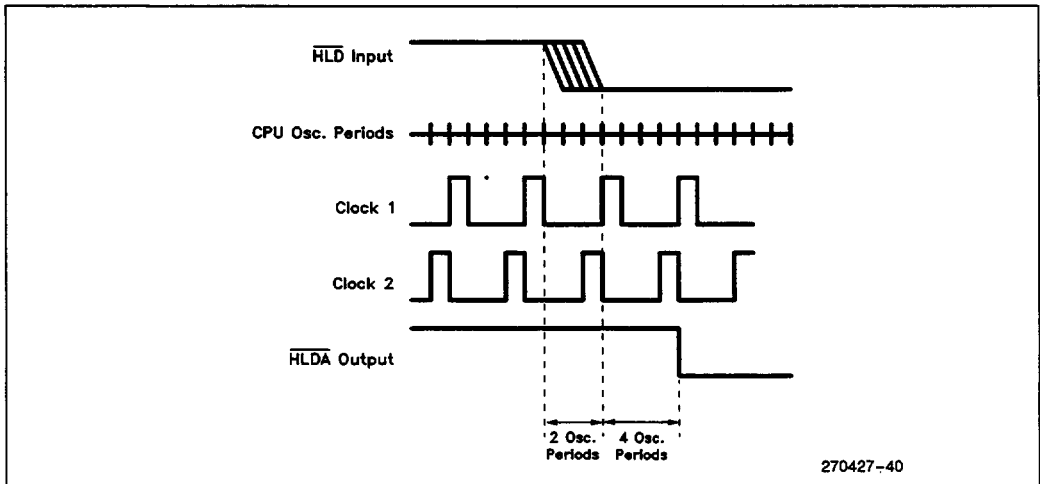 HLD Input
CPU Osc. Periods
Clock 1
Clock 2
HLDA Output
2 Osc. Periods
4 Osc. Periods
270427-40